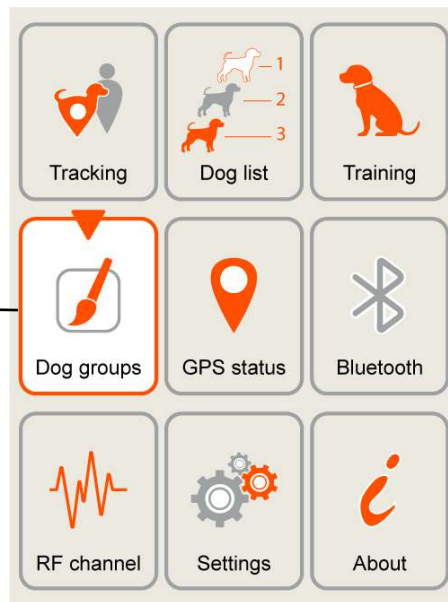 1
2
3
Tracking
Dog list
Training
Dog groups
GPS status
Bluetooth
RF channel
Settings
About